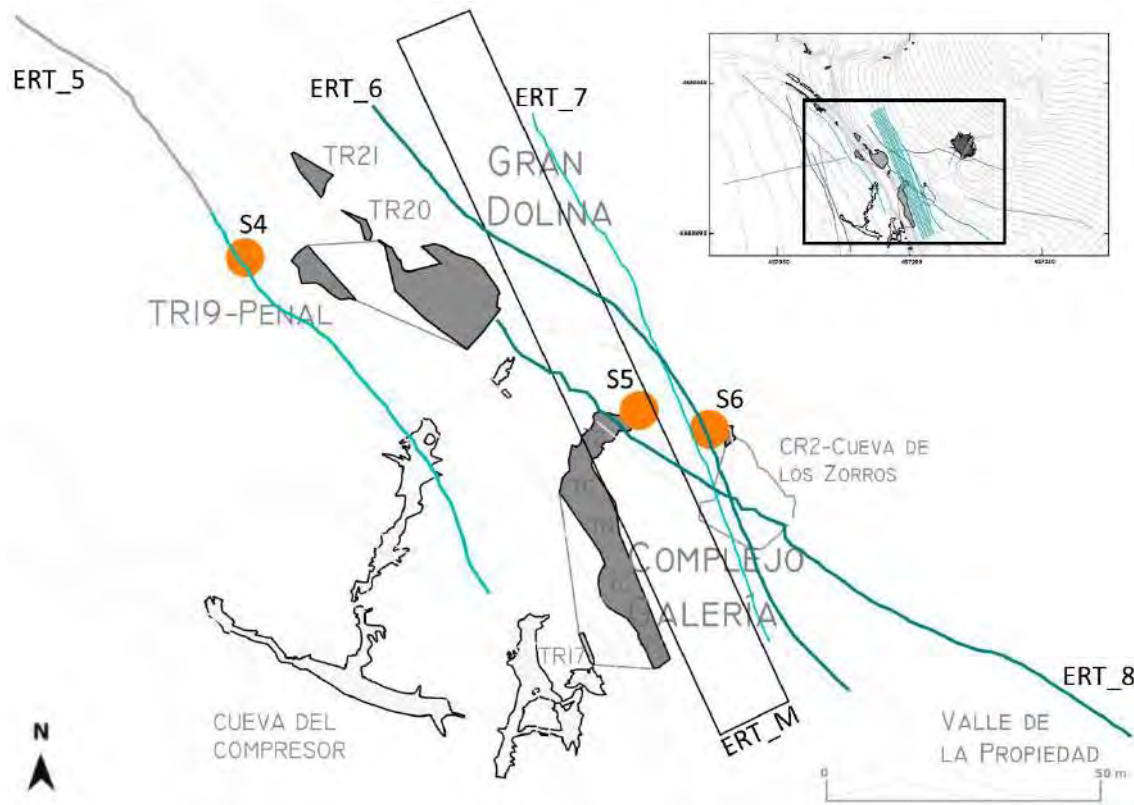 ERT_5
ERT_6
ERT_7
TR21
GRAN
DOLINA
TR20
S4
TR19-PENAL
S5
S6
CR2-CUEVA DE
LOS ZORROS
COMPLEJO
GALERÍA
TR17
ERT_8
ERT_M
CUEVA DEL
COMPRESOR
VALLE DE
LA PROPIEDAD
N
0
50 m